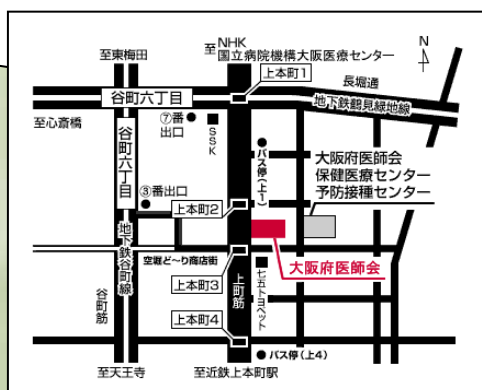 至東梅田
至NHK
国立病院機構大阪医療センター
N
上本町1
長堀通
谷町六丁目
地下鉄鶴見緑地線
至心斎橋
⑦番
出口
SSK
バス停(上1)
大阪府医師会
保健医療センター
予防接種センター
谷町六丁目
③番出口
上本町2
大阪府医師会
空堀ど~り商店街
地下鉄谷町線
上本町3
上町筋
七五トヨペット
谷町筋
上本町4
バス停(上4)
至天王寺
至近鉄上本町駅